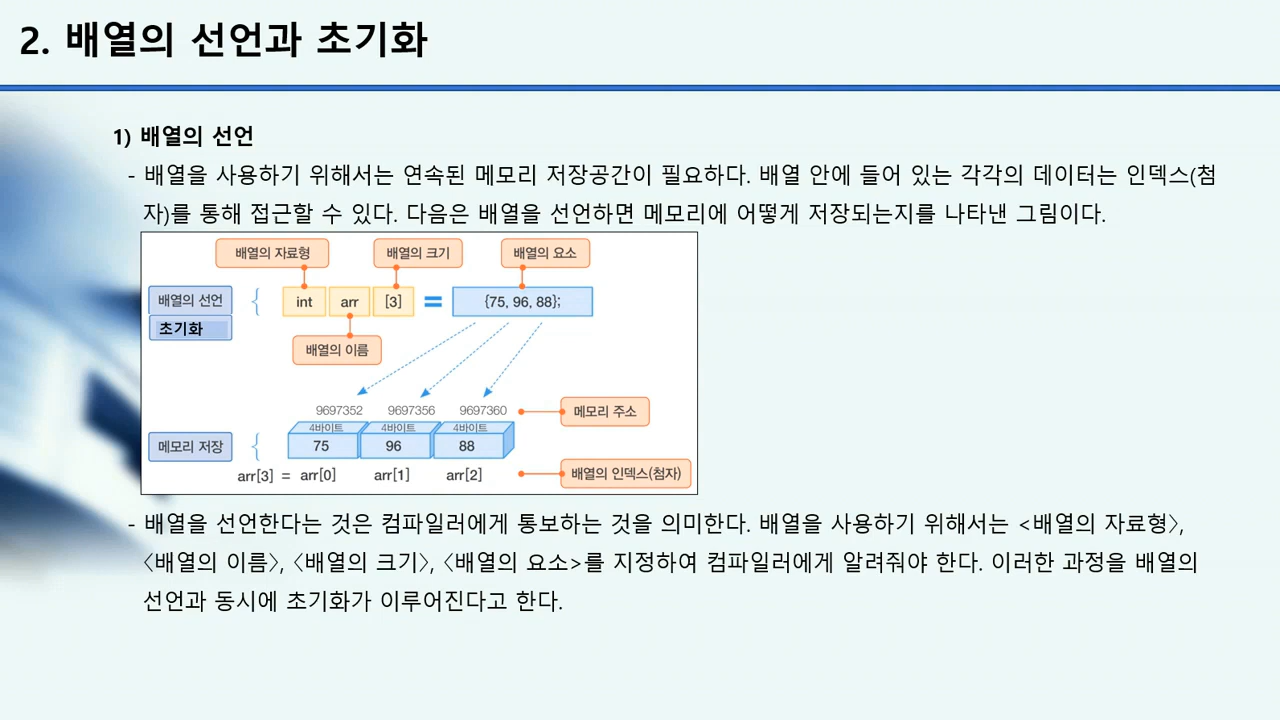 2. 배열의 선언과 초기화
1) 배열의 선언
- 배열을 사용하기 위해서는 연속된 메모리 저장공간이 필요하다. 배열 안에 들어 있는 각각의 데이터는 인덱스(첨
자)를 통해 접근할 수 있다. 다음은 배열을 선언하면 메모리에 어떻게 저장되는지를 나타낸 그림이다.
배열의 자료형 배열의 크기 배열의 요소
배열의 선언 { int arr [3] = {75, 96, 88};
초기화
배열의 이름
9697352 9697356 9697360 메모리 주소
4바이트 4바이트 4바이트
메모리 저장 { 75 96 88
arr[3] = arr[0] arr[1] arr[2] 배열의 인덱스(첨자)
- 배열을 선언한다는 것은 컴파일러에게 통보하는 것을 의미한다. 배열을 사용하기 위해서는 <배열의 자료형〉,
〈배열의 이름〉, 〈배열의 크기〉, 〈배열의 요소>를 지정하여 컴파일러에게 알려줘야 한다. 이러한 과정을 배열의
선언과 동시에 초기화가 이루어진다고 한다.